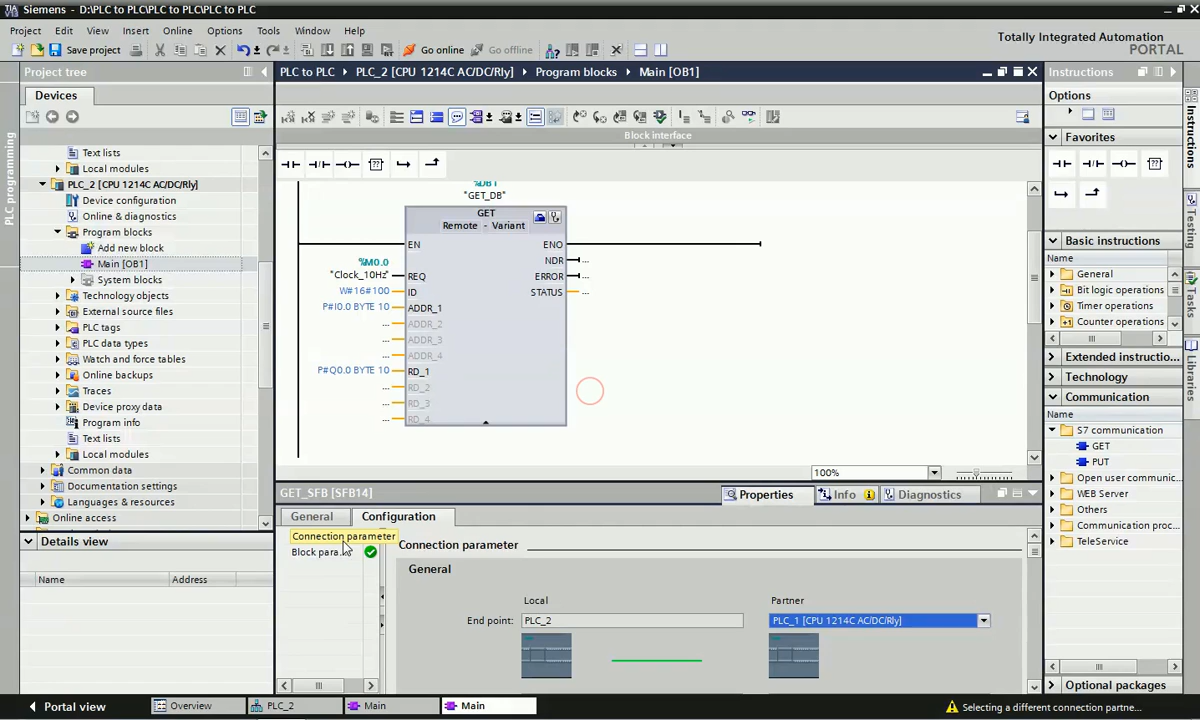 Siemens - D:\PLC to PLC\PLC to PLC\PLC to PLC
Project Edit View Insert Online Options Tools Window Help
Totally Integrated Automation
PORTAL
Save project
Go online
Go offline
Project tree
Devices
PLC programming
Text lists
Local modules
PLC_2 [CPU 1214C AC/DC/Rly]
Device configuration
Online & diagnostics
Program blocks
Add new block
Main [OB1]
System blocks
Technology objects
External source files
PLC tags
PLC data types
Watch and force tables
Online backups
Traces
Device proxy data
Program info
Text lists
Local modules
Common data
Documentation settings
Languages & resources
Online access
Details view
Name Address
PLC to PLC PLC_2 [CPU 1214C AC/DC/Rly] Program blocks Main [OB1]
Block interface
%DB1
"GET_DB"
GET
Remote - Variant
EN ENO
NDR ...
%M0.0
"Clock_10Hz" REQ ERROR ...
W#16#100 ID STATUS ...
P#I0.0 BYTE 10 ADDR_1
... ADDR_2
... ADDR_3
... ADDR_4
P#Q0.0 BYTE 10 RD_1
... RD_2
... RD_3
... RD_4
100%
GET_SFB [SFB14]
Properties Info Diagnostics
General Configuration
Connection parameter
Block para...
Connection parameter
General
Local Partner
End point: PLC_2 PLC_1 [CPU 1214C AC/DC/Rly]
Instructions
Options
Favorites
Basic instructions
Name
General
Bit logic operations
Timer operations
Counter operations
Extended instructio...
Technology
Communication
Name
S7 communication
GET
PUT
Open user communic...
WEB Server
Others
Communication proc...
TeleService
Optional packages
Instructions
Testing
Tasks
Libraries
Portal view Overview PLC_2 Main Main
Selecting a different connection partne...